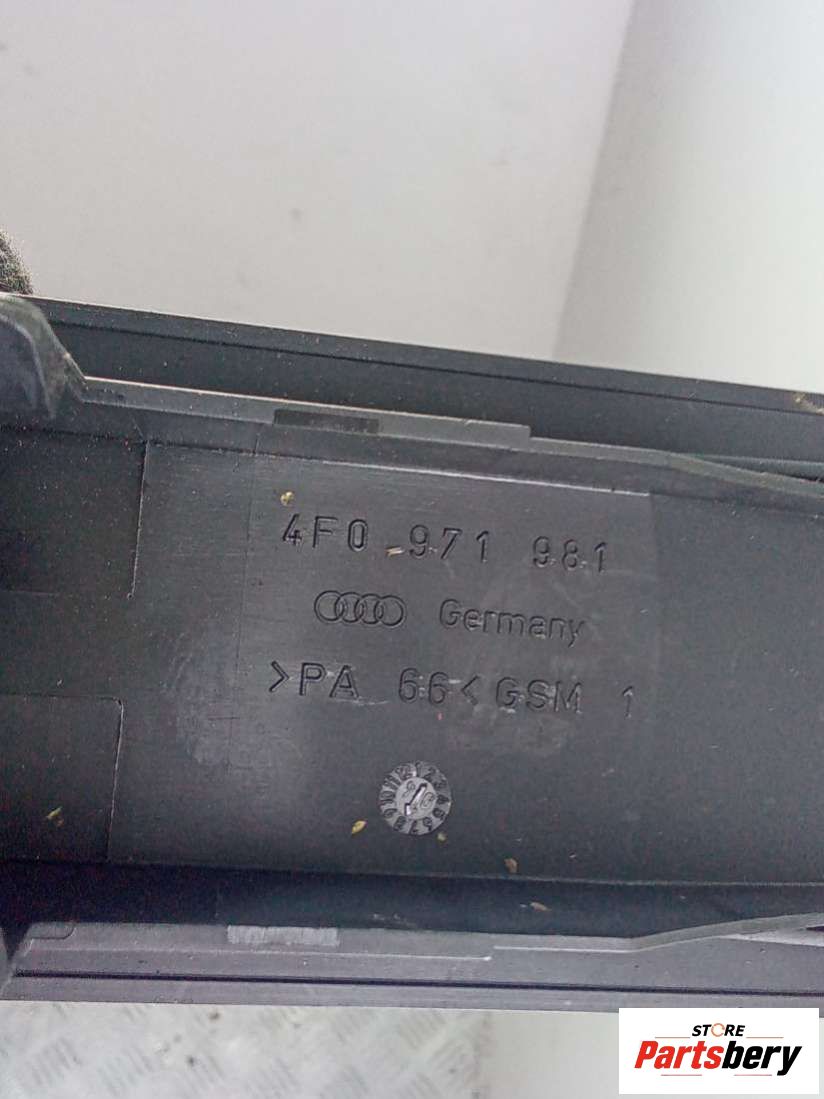 4F0 971 981
Germany
>PA 66< GSM 1
STORE
Partsbery